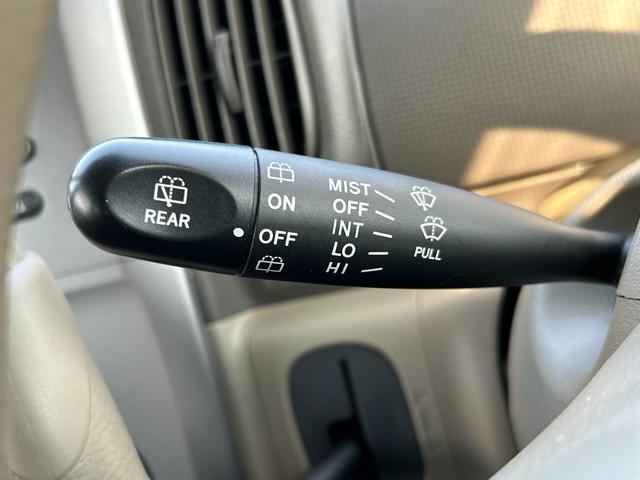 REAR
ON
OFF
MIST
OFF
INT
LO
HI
PULL